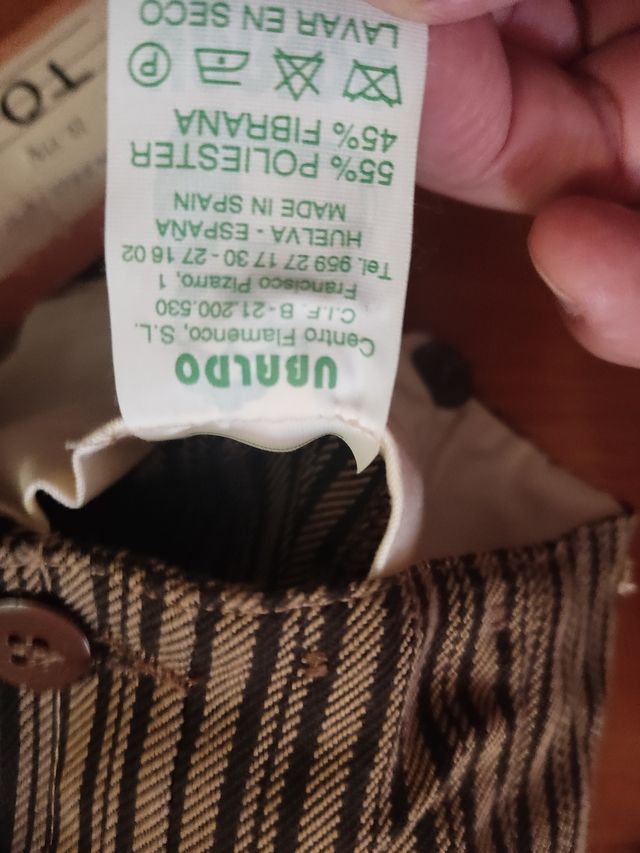 UBALDO
Centro Flamenco, S.L.
C.I.F. B-21.200.530
Francisco Pizarro, 1
Tel. 959 27 17 30 - 27 16 02
HUELVA - ESPAÑA
MADE IN SPAIN
55% POLIESTER
45% FIBRANA
P
LAVAR EN SECO
TO